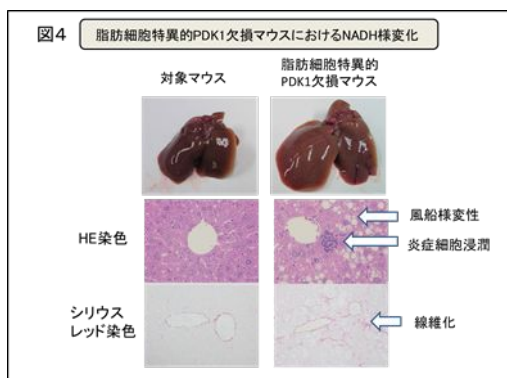 図4
脂肪細胞特異的PDK1欠損マウスにおけるNADH様変化
対象マウス
脂肪細胞特異的
PDK1欠損マウス
HE染色
風船様変性
炎症細胞浸潤
シリウス
レッド染色
線維化